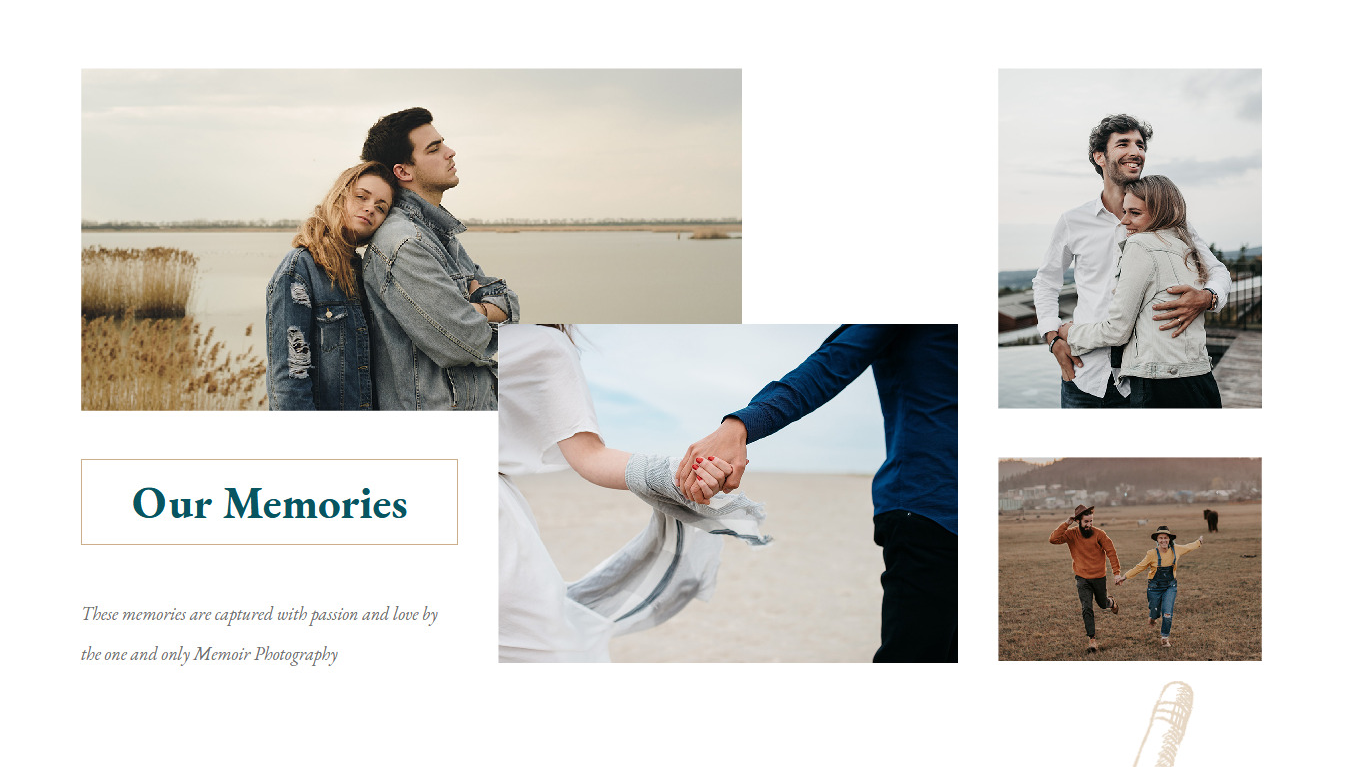 Our Memories
These memories are captured with passion and love by
the one and only Memoir Photography